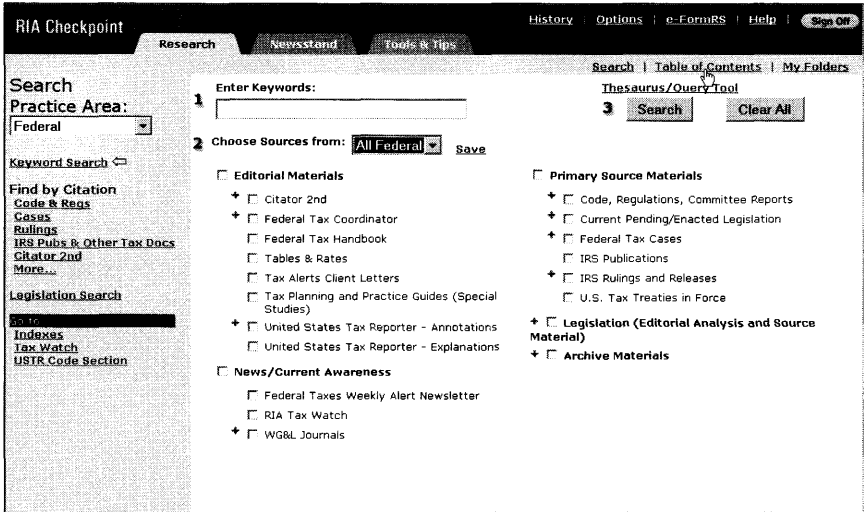 RIA Checkpoint
History | Options | e-FormRS | Help | Sign Off
Research Newsstand Tools & Tips
Search | Table of Contents | My Folders
Search
Practice Area:
Federal
Keyword Search
Find by Citation
Code & Regs
Cases
Rulings
IRS Pubs & Other Tax Docs
Citator 2nd
More...
Legislation Search
Go to
Indexes
Tax Watch
USTR Code Section
1 Enter Keywords:
Thesaurus/Query Tool
3 Search Clear All
2 Choose Sources from: All Federal Save
Editorial Materials
+ Citator 2nd
+ Federal Tax Coordinator
Federal Tax Handbook
Tables & Rates
Tax Alerts Client Letters
Tax Planning and Practice Guides (Special
Studies)
+ United States Tax Reporter - Annotations
United States Tax Reporter - Explanations
News/Current Awareness
Federal Taxes Weekly Alert Newsletter
RIA Tax Watch
+ WG&L Journals
Primary Source Materials
+ Code, Regulations, Committee Reports
+ Current Pending/Enacted Legislation
+ Federal Tax Cases
IRS Publications
+ IRS Rulings and Releases
U.S. Tax Treaties in Force
+ Legislation (Editorial Analysis and Source
Material)
+ Archive Materials